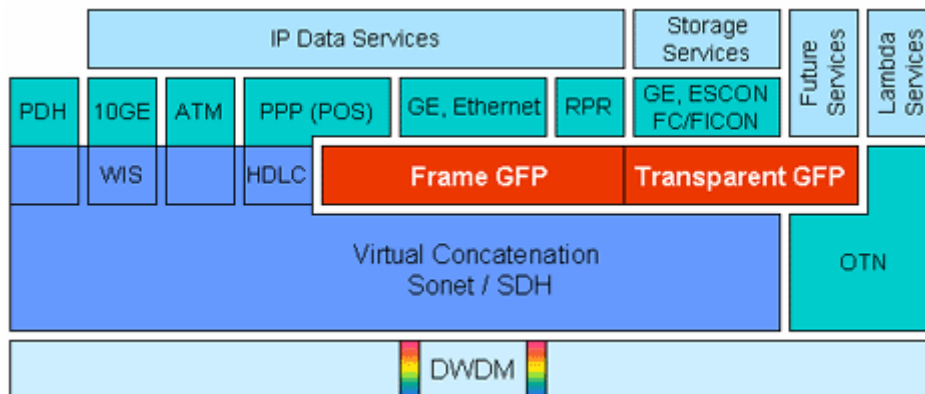 IP Data Services
Storage
Services
Future
Services
Lambda
Services
PDH
10GE
ATM
PPP (POS)
GE, Ethernet
RPR
GE, ESCON
FC/FICON
WIS
HDLC
Frame GFP
Transparent GFP
Virtual Concatenation
Sonet / SDH
OTN
DWDM